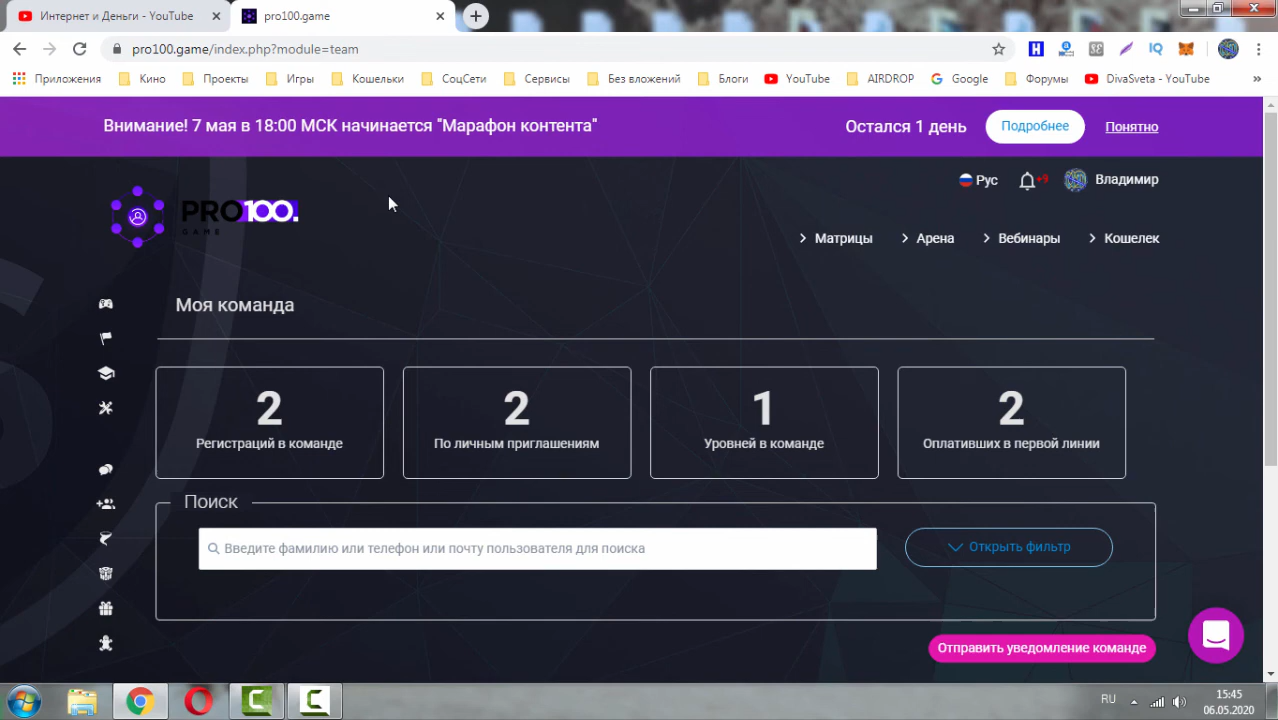 Интернет и Деньги - YouTube
pro100.game
pro100.game/index.php?module=team
Приложения
Кино
Проекты
Игры
Кошельки
СоцСети
Сервисы
Без вложений
Блоги
YouTube
AIRDROP
Google
Форумы
DivaSveta - YouTube
»
Внимание! 7 мая в 18:00 МСК начинается "Марафон контента"
Остался 1 день
Подробнее
Понятно
Рус
+9
Владимир
PRO100.
GAME
Матрицы
Арена
Вебинары
Кошелек
Моя команда
2
Регистраций в команде
2
По личным приглашениям
1
Уровней в команде
2
Оплативших в первой линии
Поиск
Введите фамилию или телефон или почту пользователя для поиска
Открыть фильтр
Отправить уведомление команде
RU
15:45
06.05.2020